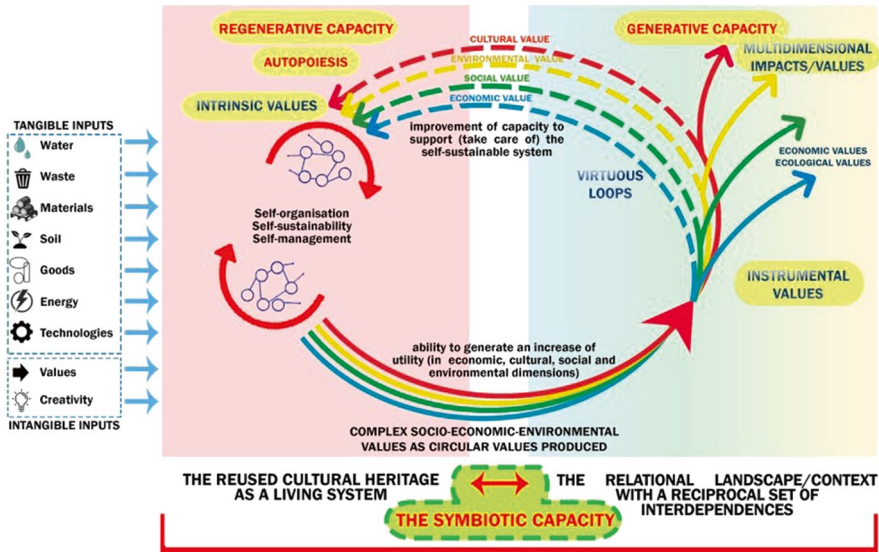 REGENERATIVE CAPACITY
AUTOPOIESIS
INTRINSIC VALUES
CULTURAL VALUE
ENVIRONMENTAL VALUE
SOCIAL VALUE
ECONOMIC VALUE
improvement of capacity to
support (take care of) the
self-sustainable system
VIRTUOUS
LOOPS
GENERATIVE CAPACITY
MULTIDIMENSIONAL
IMPACTS/VALUES
ECONOMIC VALUES
ECOLOGICAL VALUES
INSTRUMENTAL
VALUES
TANGIBLE INPUTS
Water
Waste
Materials
Soil
Goods
Energy
Technologies
Values
Creativity
INTANGIBLE INPUTS
Self-organisation
Self-sustainability
Self-management
ability to generate an increase of
utility (in economic, cultural, social and
environmental dimensions)
COMPLEX SOCIO-ECONOMIC-ENVIRONMENTAL
VALUES AS CIRCULAR VALUES PRODUCED
THE REUSED CULTURAL HERITAGE
AS A LIVING SYSTEM
THE RELATIONAL LANDSCAPE/CONTEXT
WITH A RECIPROCAL SET OF
INTERDEPENDENCES
THE SYMBIOTIC CAPACITY